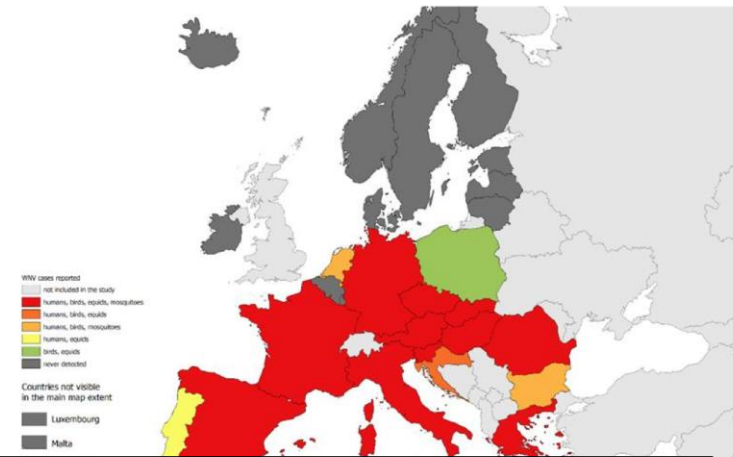 WNV cases reported
not included in the study
humans, birds, equids, mosquitoes
humans, birds, equids
humans, birds, mosquitoes
humans, equids
birds, equids
never detected
Countries not visible
in the main map extent
Luxembourg
Malta